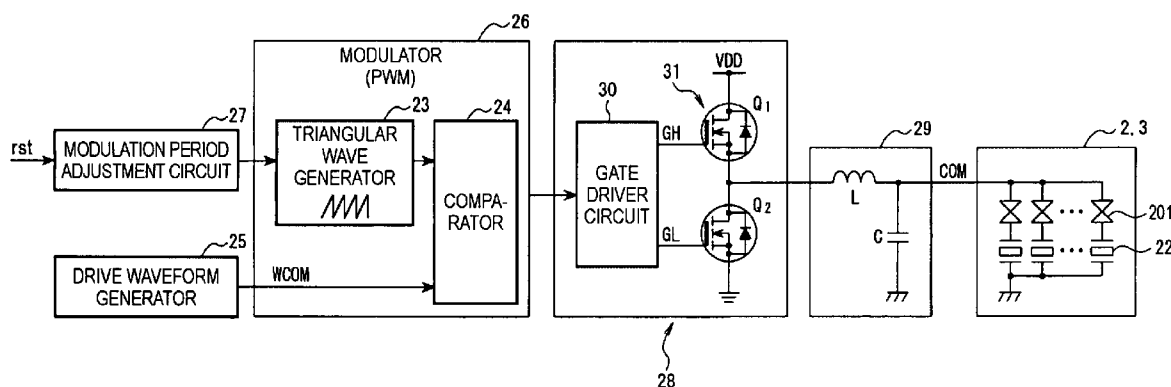 26
MODULATOR
(PWM)
23
24
27
rst
MODULATION PERIOD
ADJUSTMENT CIRCUIT
TRIANGULAR
WAVE
GENERATOR
COMPA-
RATOR
25
DRIVE WAVEFORM
GENERATOR
WCOM
30
GATE
DRIVER
CIRCUIT
GH
GL
31
VDD
Q1
Q2
28
29
L
C
COM
2, 3
201
22